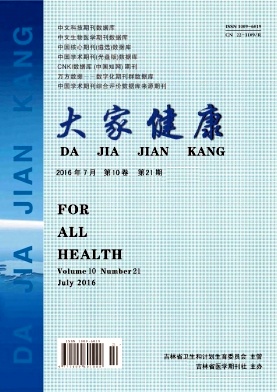 ISSN 1009-6019
CN 22-1109/R
中文科技期刊数据库
中文生物医学期刊数据库
中国核心期刊(遴选)数据库
中国学术期刊(光盘版)数据库
CNKI数据库(中国知网)期刊
万方数据——数字化期刊群数据库
中国学术期刊综合评价数据库来源期刊
大家健康
DA JIA JIAN KANG
2016年7月 第10卷 第21期
FOR
ALL
HEALTH
Volume 10 Number 21
July 2016
DA JIA JIAN KANG
吉林省卫生和计划生育委员会 主管
吉林省医学期刊社 主办